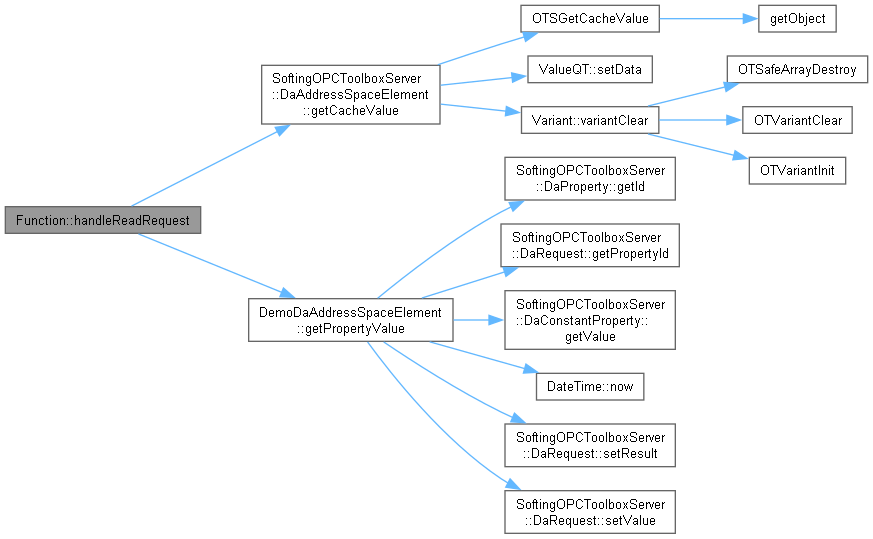 OTSGetCacheValue
getObject
SoftingOPCToolboxServer
::DaAddressSpaceElement
::getCacheValue
ValueQT::setData
OTSafeArrayDestroy
Variant::variantClear
OTVariantClear
OTVariantInit
SoftingOPCToolboxServer
::DaProperty::getId
Function::handleReadRequest
SoftingOPCToolboxServer
::DaRequest::getPropertyId
DemoDaAddressSpaceElement
::getPropertyValue
SoftingOPCToolboxServer
::DaConstantProperty::
getValue
DateTime::now
SoftingOPCToolboxServer
::DaRequest::setResult
SoftingOPCToolboxServer
::DaRequest::setValue